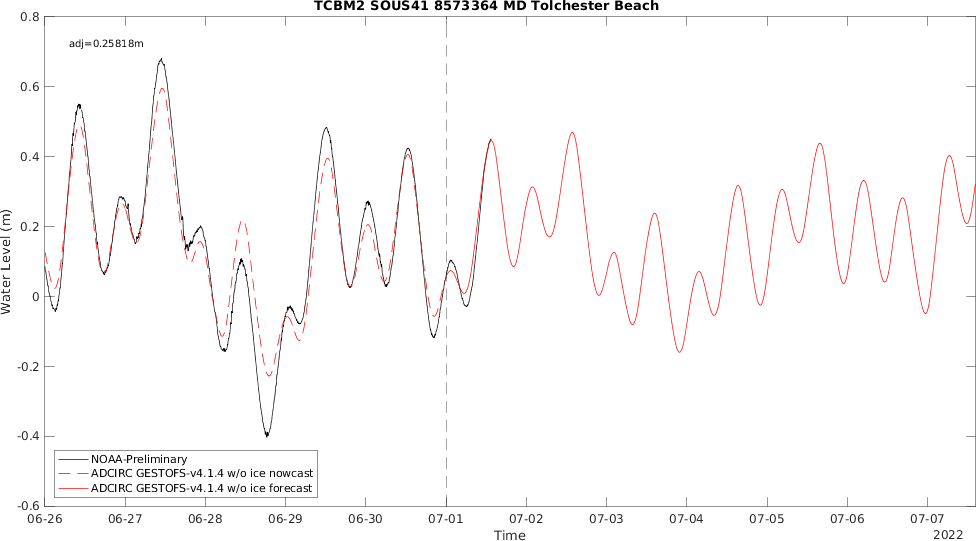 TCBM2 SOUS41 8573364 MD Tolchester Beach
adj=0.25818m
0.8
0.6
0.4
0.2
0
-0.2
-0.4
-0.6
Water Level (m)
NOAA-Preliminary
ADCIRC GESTOFS-v4.1.4 w/o ice nowcast
ADCIRC GESTOFS-v4.1.4 w/o ice forecast
06-26 06-27 06-28 06-29 06-30 07-01 07-02 07-03 07-04 07-05 07-06 07-07
Time
2022